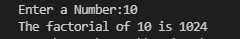 Enter a Number:10
The factorial of 10 is 1024